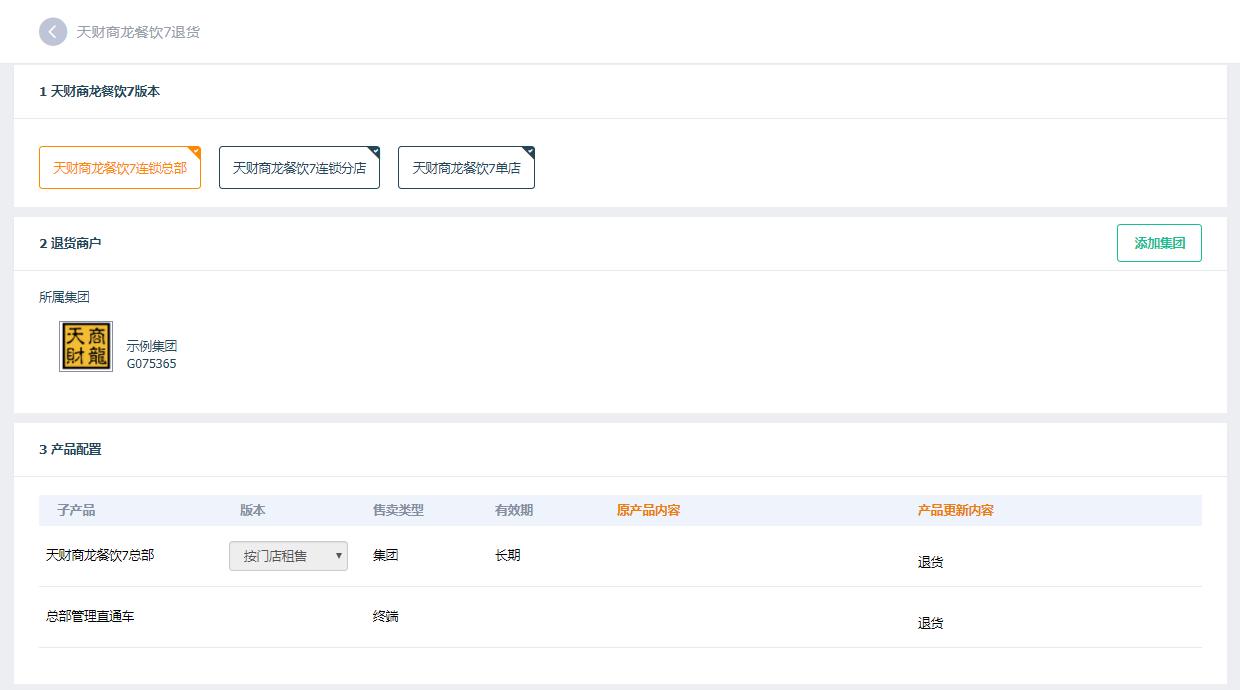 天财商龙餐饮7退货
1 天财商龙餐饮7版本
天财商龙餐饮7连锁总部 天财商龙餐饮7连锁分店 天财商龙餐饮7单店
2 退货商户 添加集团
所属集团
天商
財龍
示例集团
G075365
3 产品配置
子产品 版本 售卖类型 有效期 原产品内容 产品更新内容
天财商龙餐饮7总部 按门店租售 集团 长期 退货
总部管理直通车 终端 退货